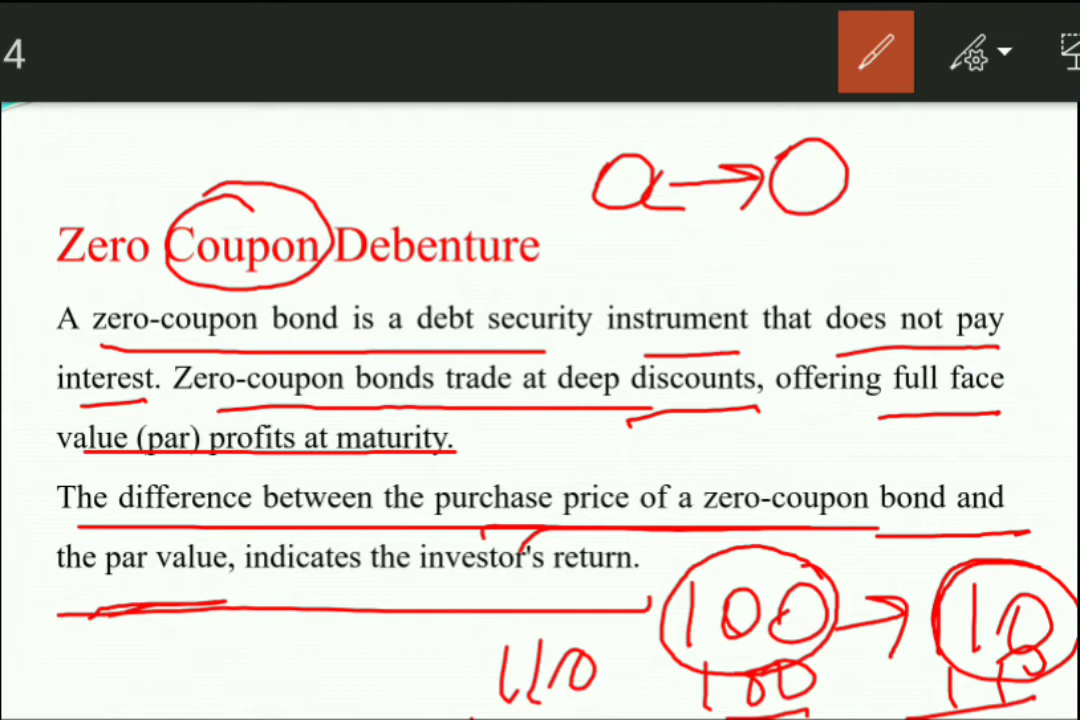 4
Zero Coupon Debenture
A zero-coupon bond is a debt security instrument that does not pay
interest. Zero-coupon bonds trade at deep discounts, offering full face
value (par) profits at maturity.
The difference between the purchase price of a zero-coupon bond and
the par value, indicates the investor's return.
100 10
110 100